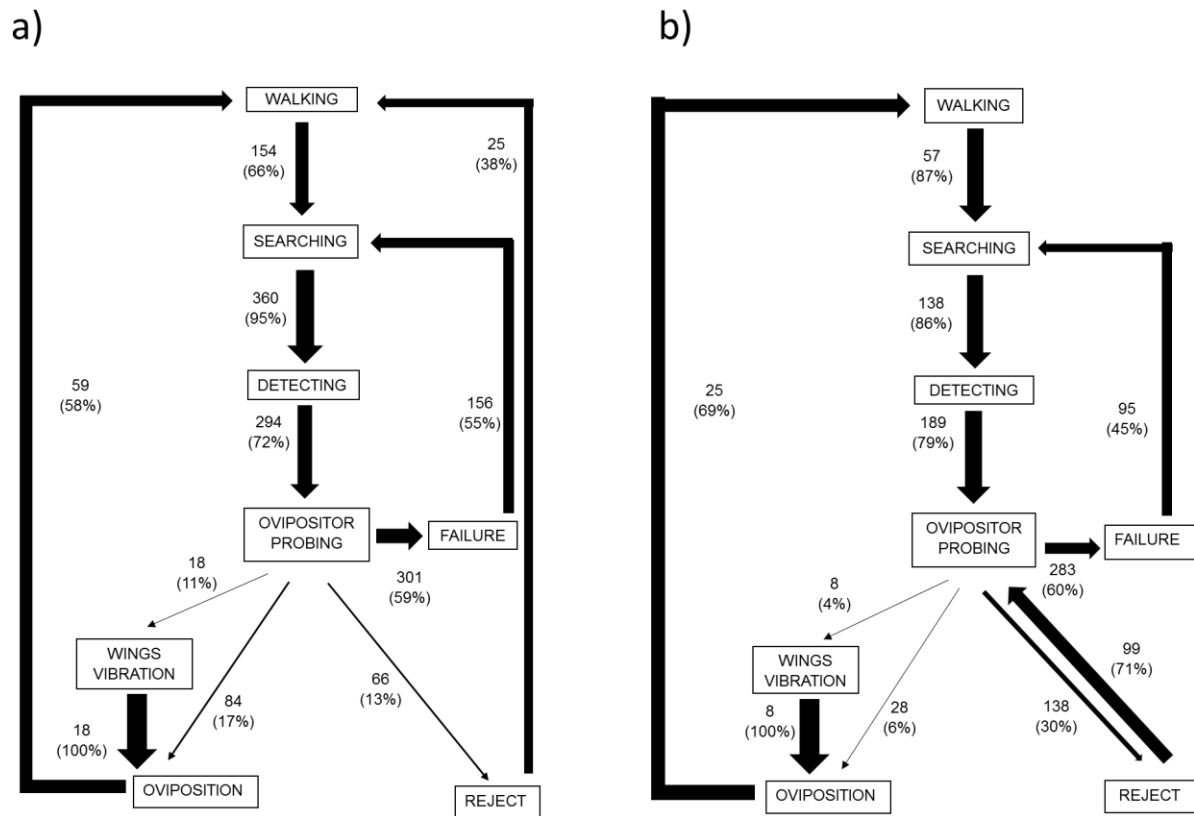 a)
WALKING
154
(66%)
25
(38%)
SEARCHING
360
(95%)
DETECTING
59
(58%)
294
(72%)
156
(55%)
OVIPOSITOR
PROBING
FAILURE
18
(11%)
301
(59%)
WINGS
VIBRATION
84
(17%)
66
(13%)
18
(100%)
OVIPOSITION
REJECT
b)
WALKING
57
(87%)
SEARCHING
138
(86%)
DETECTING
25
(69%)
189
(79%)
95
(45%)
OVIPOSITOR
PROBING
FAILURE
8
(4%)
283
(60%)
WINGS
VIBRATION
99
(71%)
8
(100%)
28
(6%)
138
(30%)
OVIPOSITION
REJECT